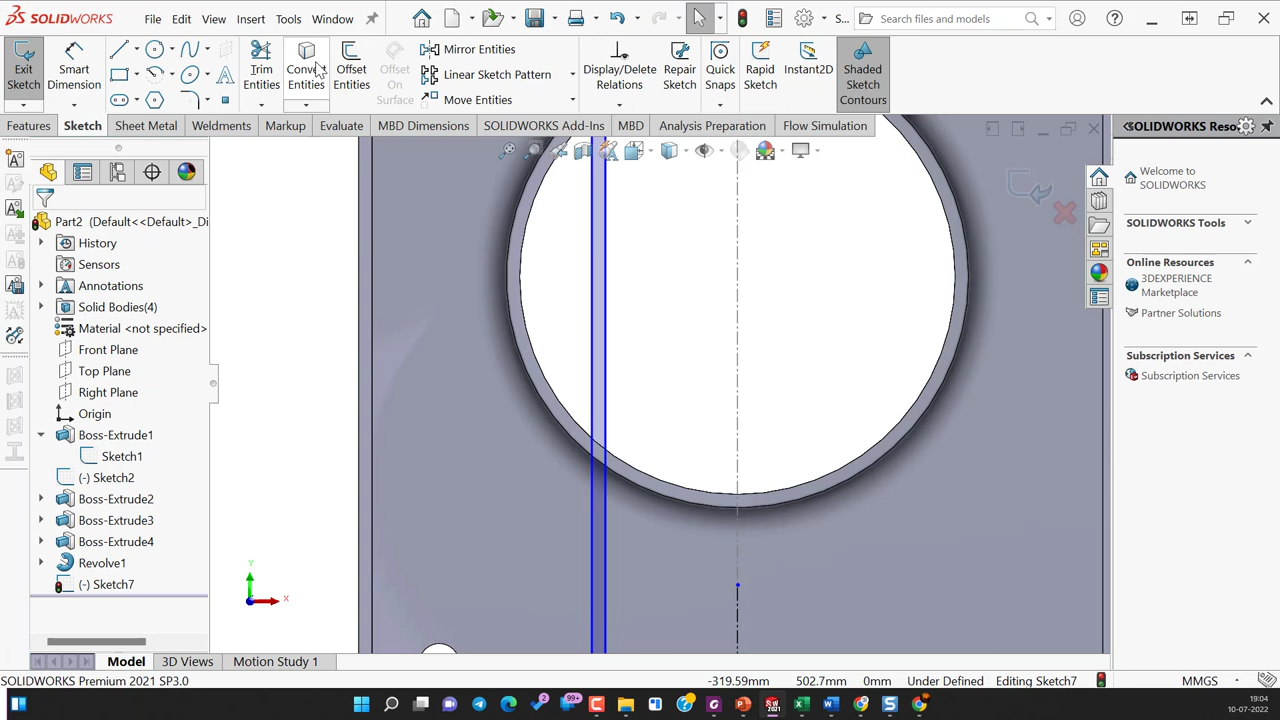 SOLIDWORKS File Edit View Insert Tools Window S... Search files and models
Exit Sketch Smart Dimension Trim Entities Convert Entities Offset Entities Offset On Surface Mirror Entities Linear Sketch Pattern Move Entities Display/Delete Relations Repair Sketch Quick Snaps Rapid Sketch Instant2D Shaded Sketch Contours
Features Sketch Sheet Metal Weldments Markup Evaluate MBD Dimensions SOLIDWORKS Add-Ins MBD Analysis Preparation Flow Simulation
SOLIDWORKS Reso...
Welcome to SOLIDWORKS
SOLIDWORKS Tools
Online Resources
3DEXPERIENCE Marketplace
Partner Solutions
Subscription Services
Subscription Services
Part2 (Default<<Default>_Di
History
Sensors
Annotations
Solid Bodies(4)
Material <not specified>
Front Plane
Top Plane
Right Plane
Origin
Boss-Extrude1
Sketch1
(-) Sketch2
Boss-Extrude2
Boss-Extrude3
Boss-Extrude4
Revolve1
(-) Sketch7
Y
X
Model 3D Views Motion Study 1
SOLIDWORKS Premium 2021 SP3.0 -319.59mm 502.7mm 0mm Under Defined Editing Sketch7 MMGS
2 99+ SW 2021
19:04
10-07-2022